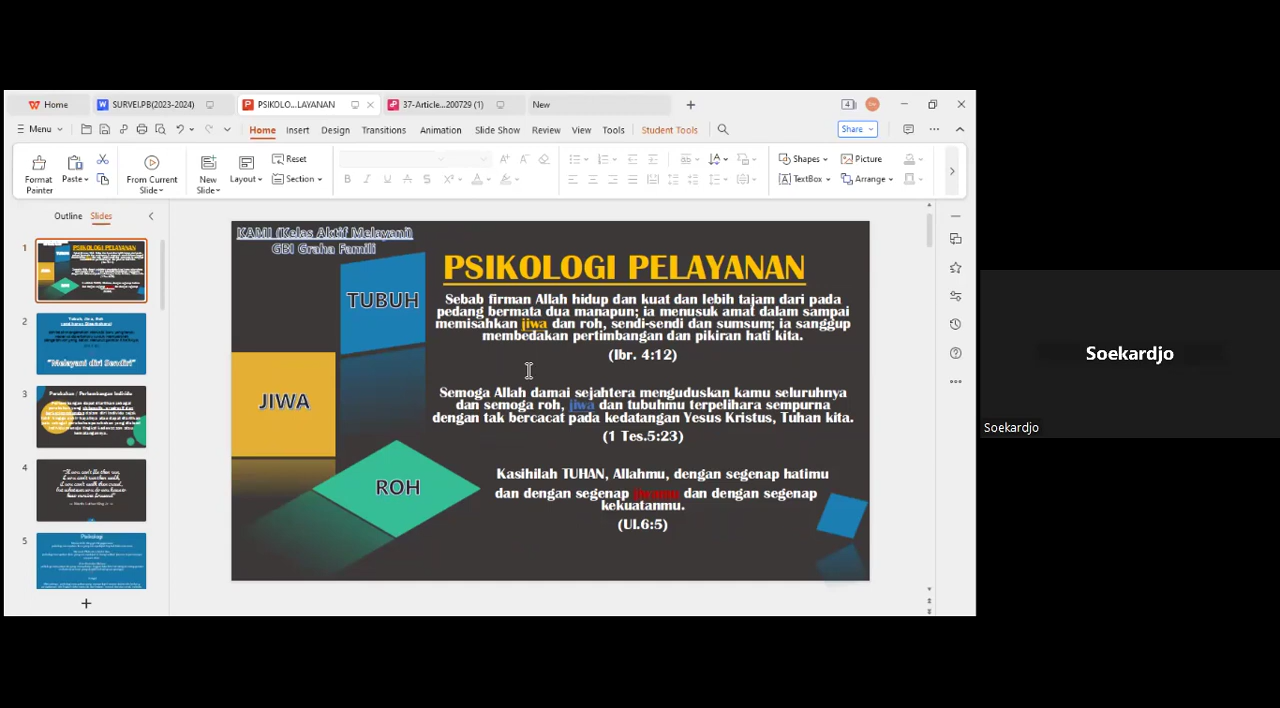 Home
SURVEI.PB(2023-2024)
PSIKOLO...LAYANAN
37-Article...200729 (1)
New
Menu
Home Insert Design Transitions Animation Slide Show Review View Tools Student Tools
Share
Format Painter
Paste
From Current Slide
New Slide
Layout
Reset
Section
Shapes
Picture
TextBox
Arrange
Outline Slides
1
2
3
4
5
KAMI (Kelas Aktif Melayani)
GBI Graha Famili
TUBUH
JIWA
ROH
PSIKOLOGI PELAYANAN
Sebab firman Allah hidup dan kuat dan lebih tajam dari pada
pedang bermata dua manapun; ia menusuk amat dalam sampai
memisahkan jiwa dan roh, sendi-sendi dan sumsum; ia sanggup
membedakan pertimbangan dan pikiran hati kita.
(Ibr. 4:12)
Semoga Allah damai sejahtera menguduskan kamu seluruhnya
dan semoga roh, jiwa dan tubuhmu terpelihara sempurna
dengan tak bercacat pada kedatangan Yesus Kristus, Tuhan kita.
(1 Tes.5:23)
Kasihilah TUHAN, Allahmu, dengan segenap hatimu
dan dengan segenap jiwamu dan dengan segenap
kekuatanmu.
(Ul.6:5)
Soekardjo
Soekardjo